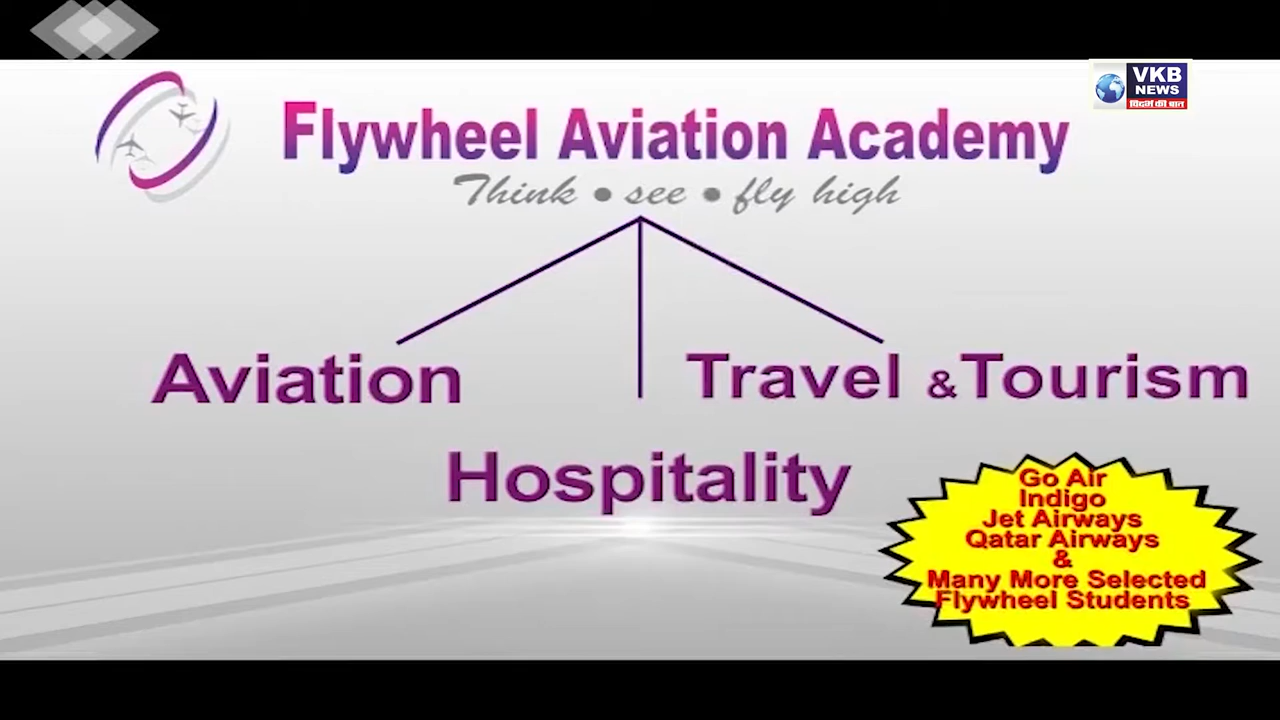 VKB
NEWS
विदर्भ की बात
Flywheel Aviation Academy
Think • see • fly high
Aviation
Travel & Tourism
Hospitality
Go Air
Indigo
Jet Airways
Qatar Airways
&
Many More Selected
Flywheel Students